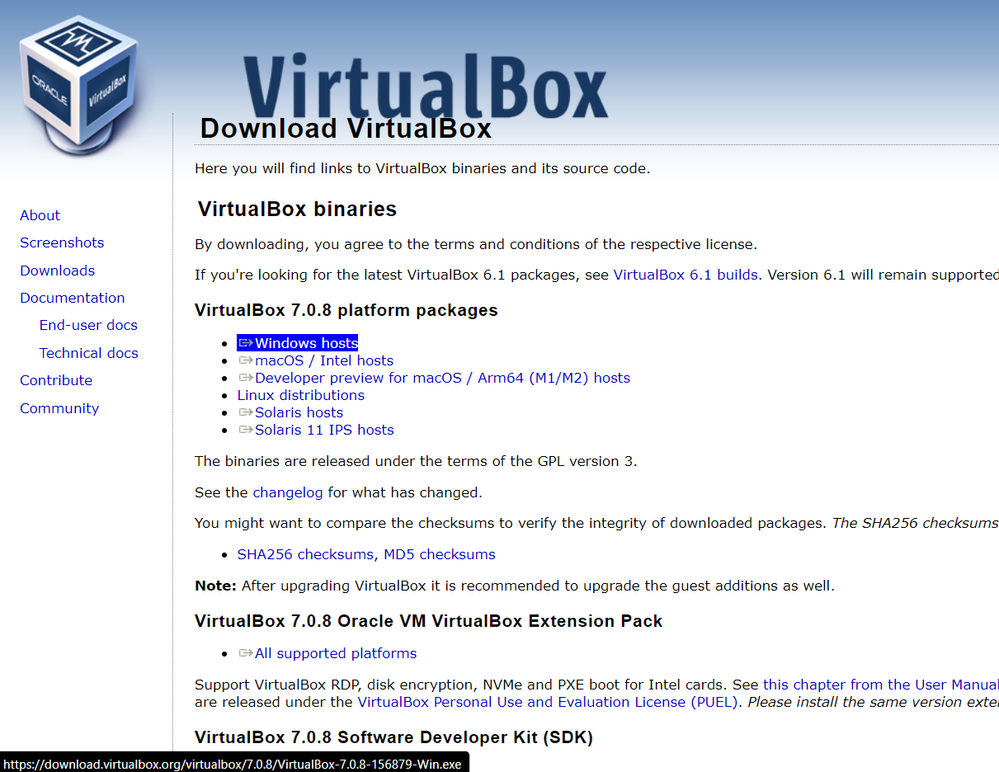 ORACLE
VirtualBox
VirtualBox
Download VirtualBox
Here you will find links to VirtualBox binaries and its source code.
VirtualBox binaries
About
Screenshots
Downloads
Documentation
End-user docs
Technical docs
Contribute
Community
By downloading, you agree to the terms and conditions of the respective license.
If you're looking for the latest VirtualBox 6.1 packages, see VirtualBox 6.1 builds. Version 6.1 will remain supported
VirtualBox 7.0.8 platform packages
Windows hosts
macOS / Intel hosts
Developer preview for macOS / Arm64 (M1/M2) hosts
Linux distributions
Solaris hosts
Solaris 11 IPS hosts
The binaries are released under the terms of the GPL version 3.
See the changelog for what has changed.
You might want to compare the checksums to verify the integrity of downloaded packages. The SHA256 checksums
SHA256 checksums, MD5 checksums
Note: After upgrading VirtualBox it is recommended to upgrade the guest additions as well.
VirtualBox 7.0.8 Oracle VM VirtualBox Extension Pack
All supported platforms
Support VirtualBox RDP, disk encryption, NVMe and PXE boot for Intel cards. See this chapter from the User Manual
are released under the VirtualBox Personal Use and Evaluation License (PUEL). Please install the same version exte
VirtualBox 7.0.8 Software Developer Kit (SDK)
https://download.virtualbox.org/virtualbox/7.0.8/VirtualBox-7.0.8-156879-Win.exe